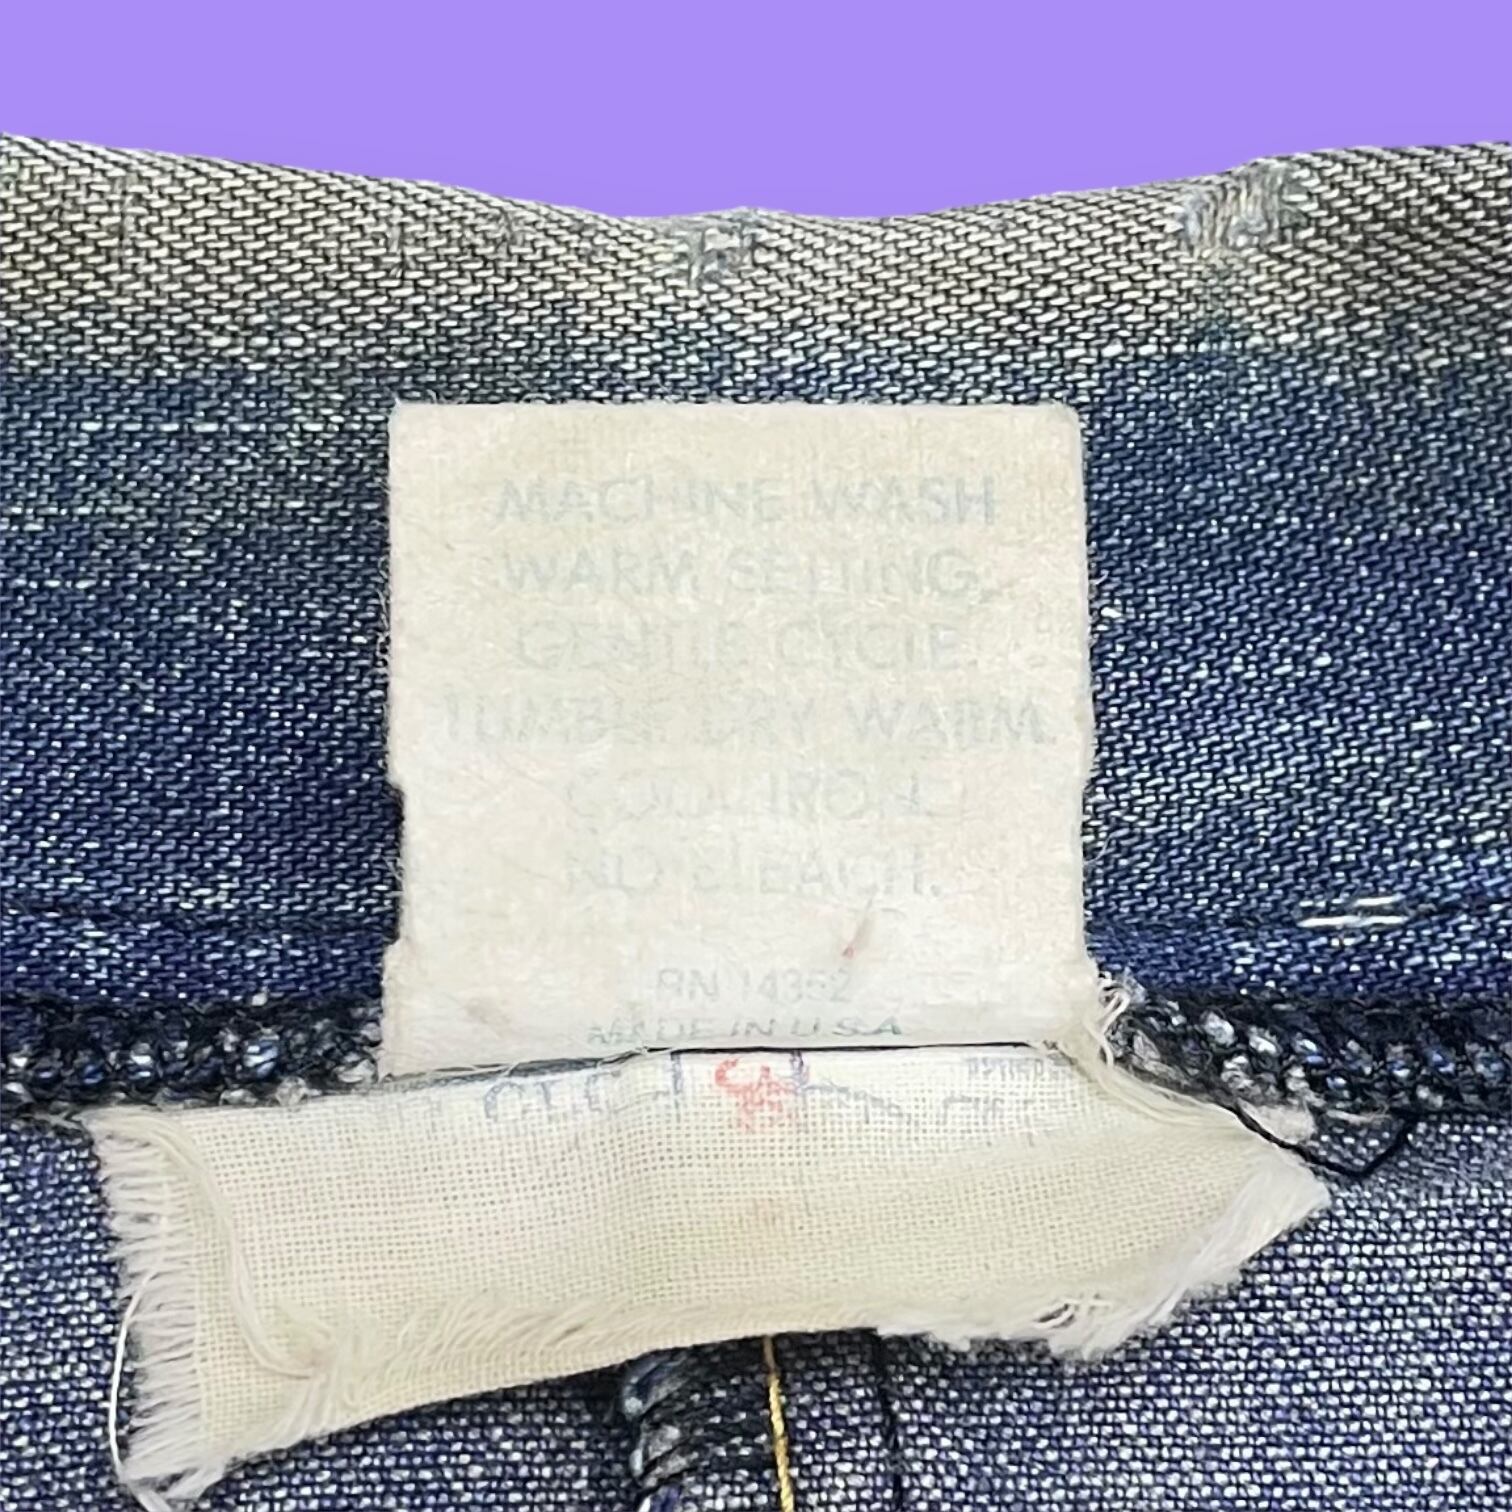 MACHINE WASH
WARM SETTING,
GENTLE CYCLE.
TUMBLE DRY WARM.
COOL IRON.
NO BLEACH.
RN 14352
MADE IN U.S.A